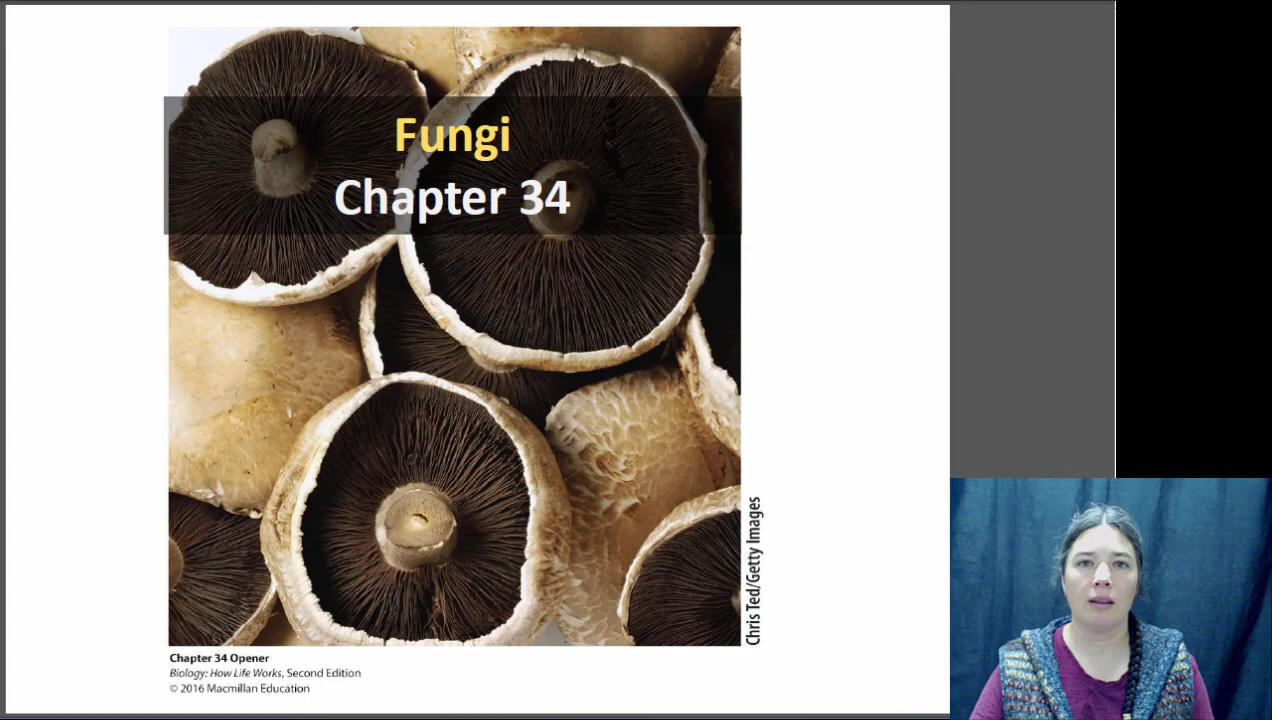 Fungi
Chapter 34
Chris Ted/Getty Images
Chapter 34 Opener
Biology: How Life Works, Second Edition
© 2016 Macmillan Education